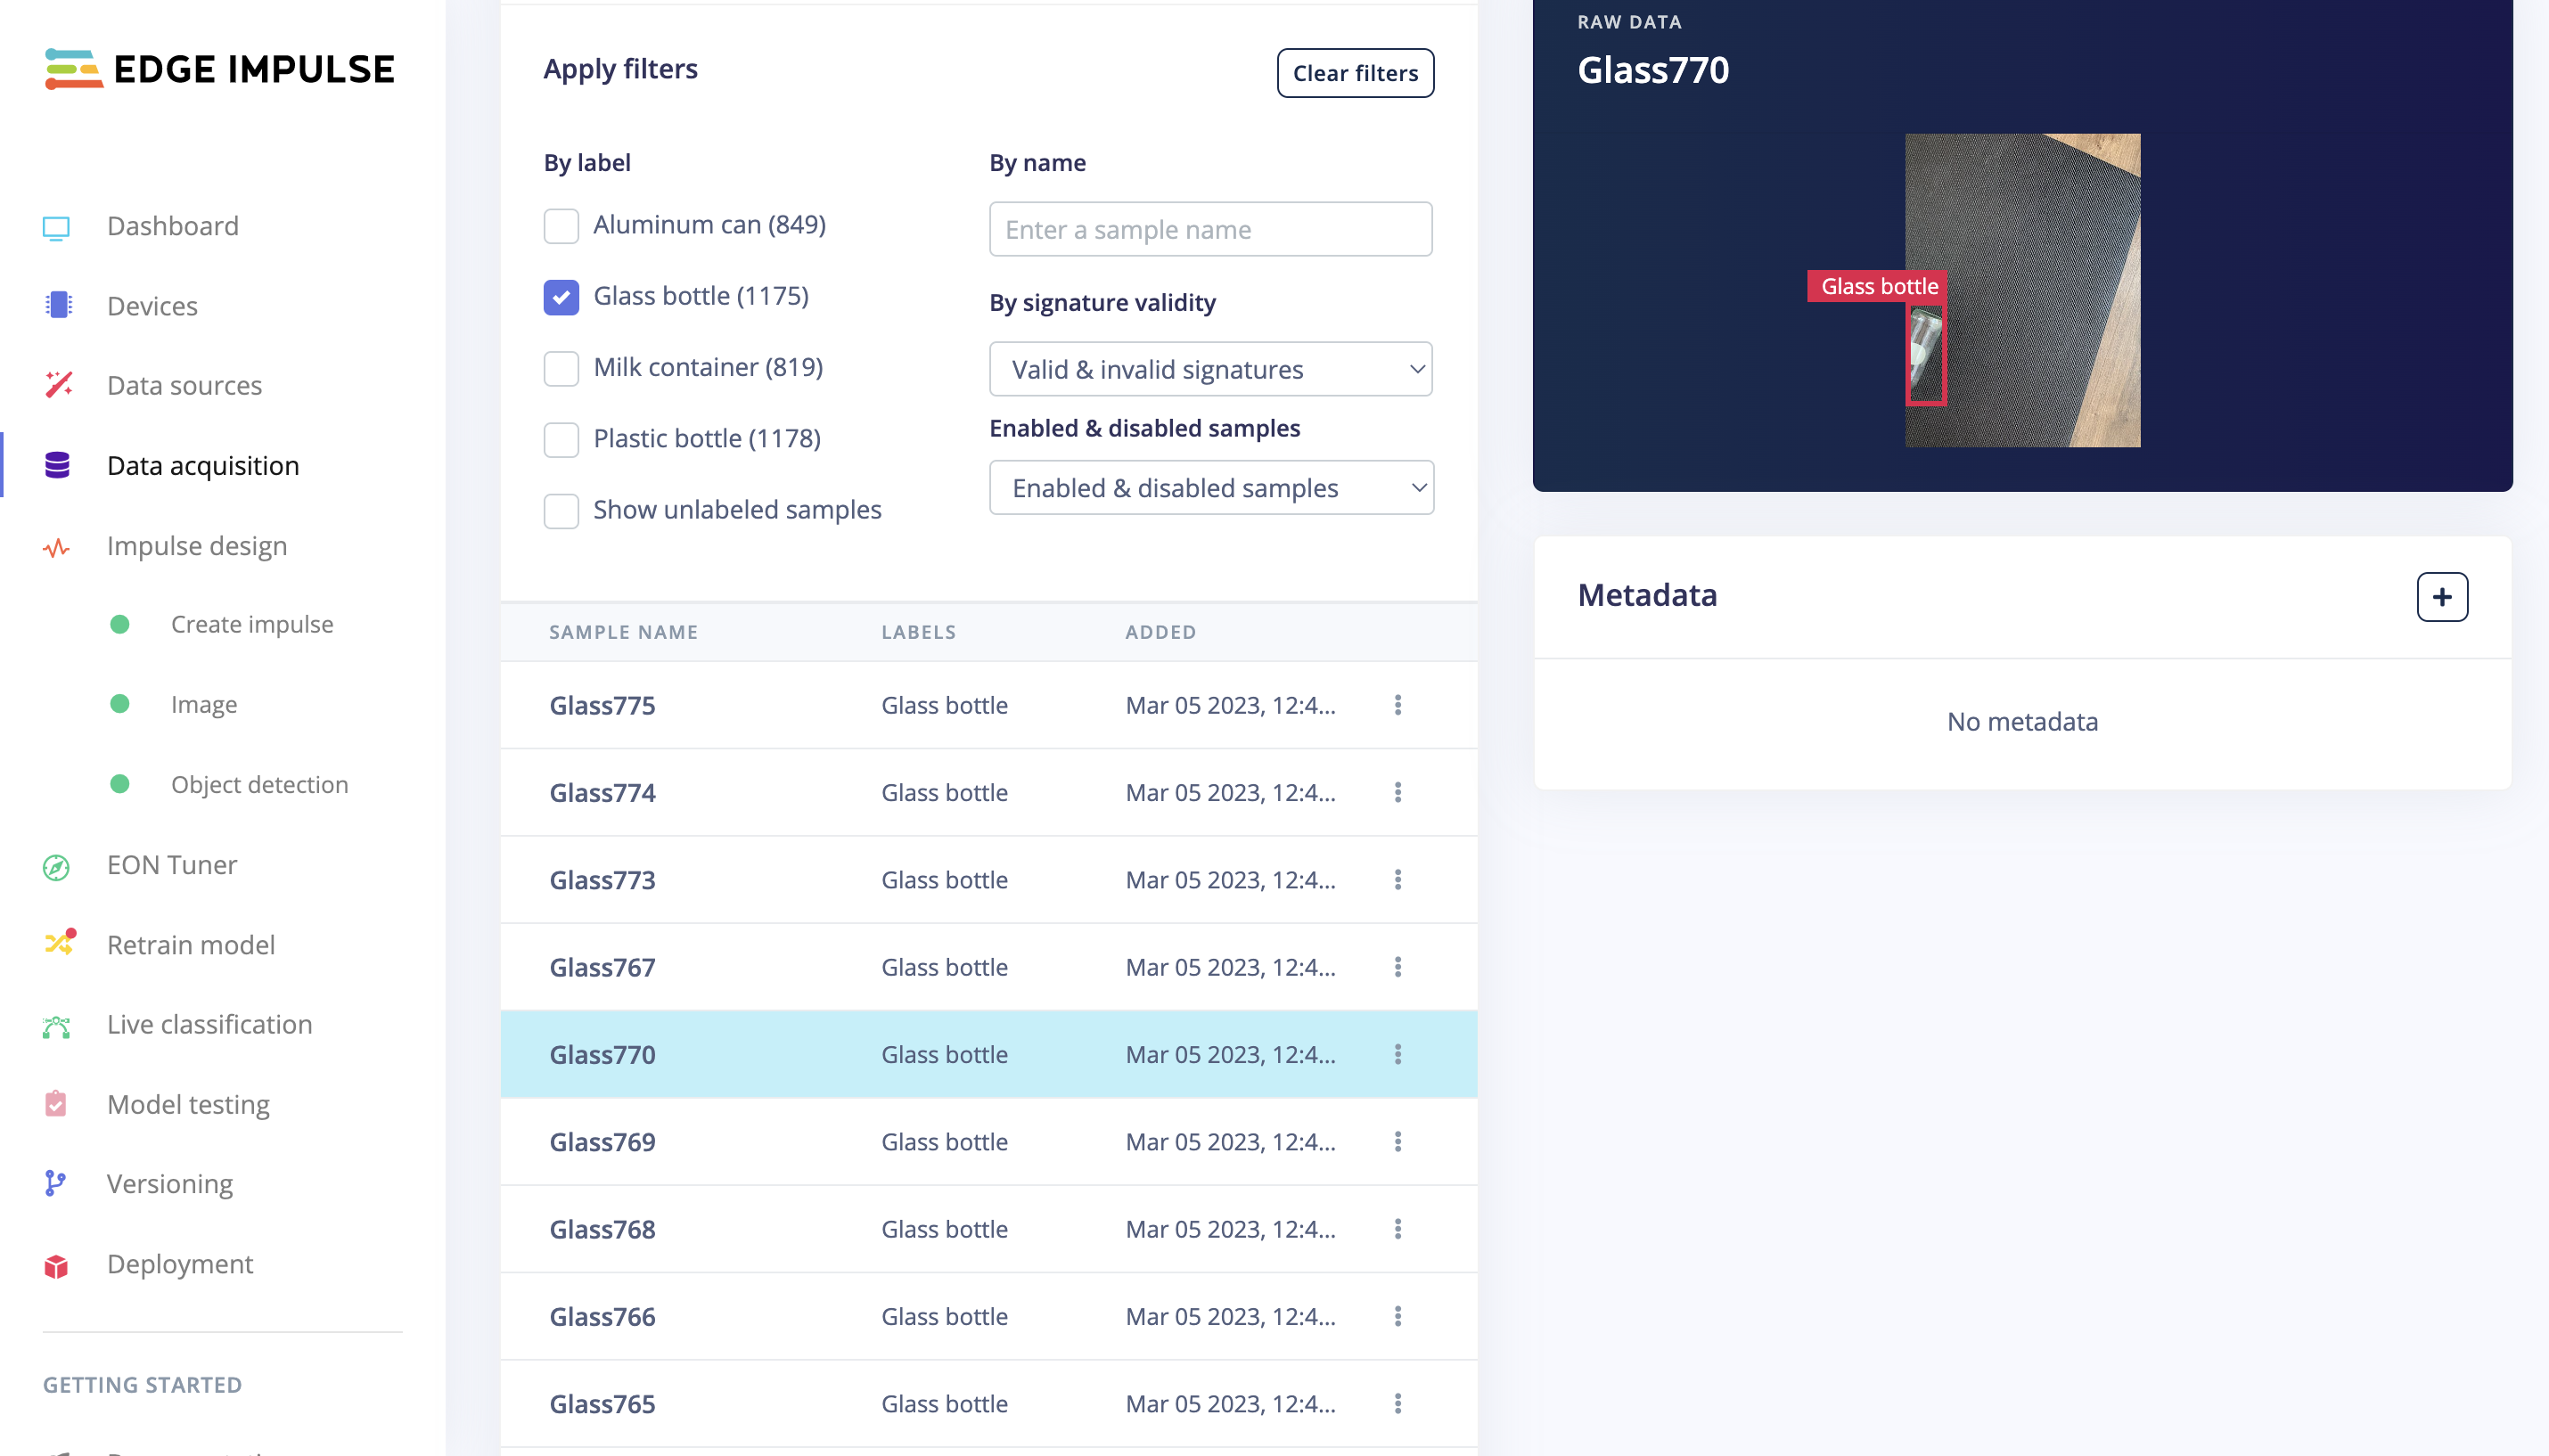 EDGE IMPULSE
Dashboard
Devices
Data sources
Data acquisition
Impulse design
Create impulse
Image
Object detection
EON Tuner
Retrain model
Live classification
Model testing
Versioning
Deployment
GETTING STARTED
Apply filters
Clear filters
By label
Aluminum can (849)
Glass bottle (1175)
Milk container (819)
Plastic bottle (1178)
Show unlabeled samples
By name
Enter a sample name
By signature validity
Valid & invalid signatures
Enabled & disabled samples
Enabled & disabled samples
SAMPLE NAME LABELS ADDED
Glass775 Glass bottle Mar 05 2023, 12:4...
Glass774 Glass bottle Mar 05 2023, 12:4...
Glass773 Glass bottle Mar 05 2023, 12:4...
Glass767 Glass bottle Mar 05 2023, 12:4...
Glass770 Glass bottle Mar 05 2023, 12:4...
Glass769 Glass bottle Mar 05 2023, 12:4...
Glass768 Glass bottle Mar 05 2023, 12:4...
Glass766 Glass bottle Mar 05 2023, 12:4...
Glass765 Glass bottle Mar 05 2023, 12:4...
RAW DATA
Glass770
Glass bottle
Metadata
No metadata